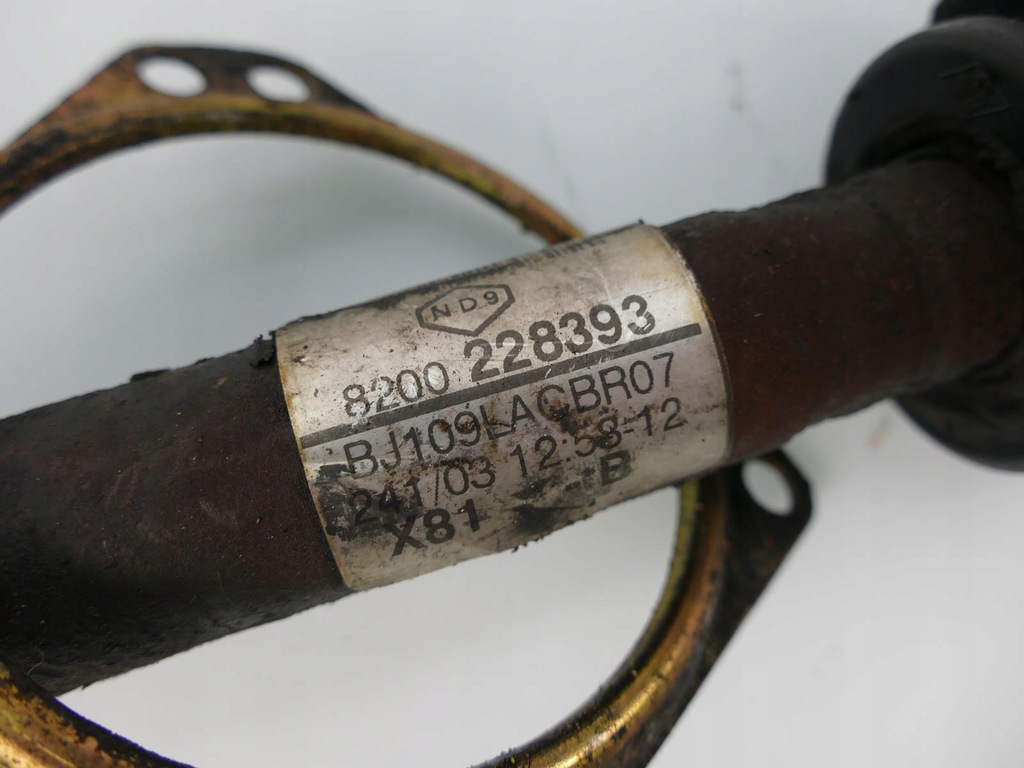 ND9
8200 228393
BJ109LACBR07
241/03 12:58-12
X81 B